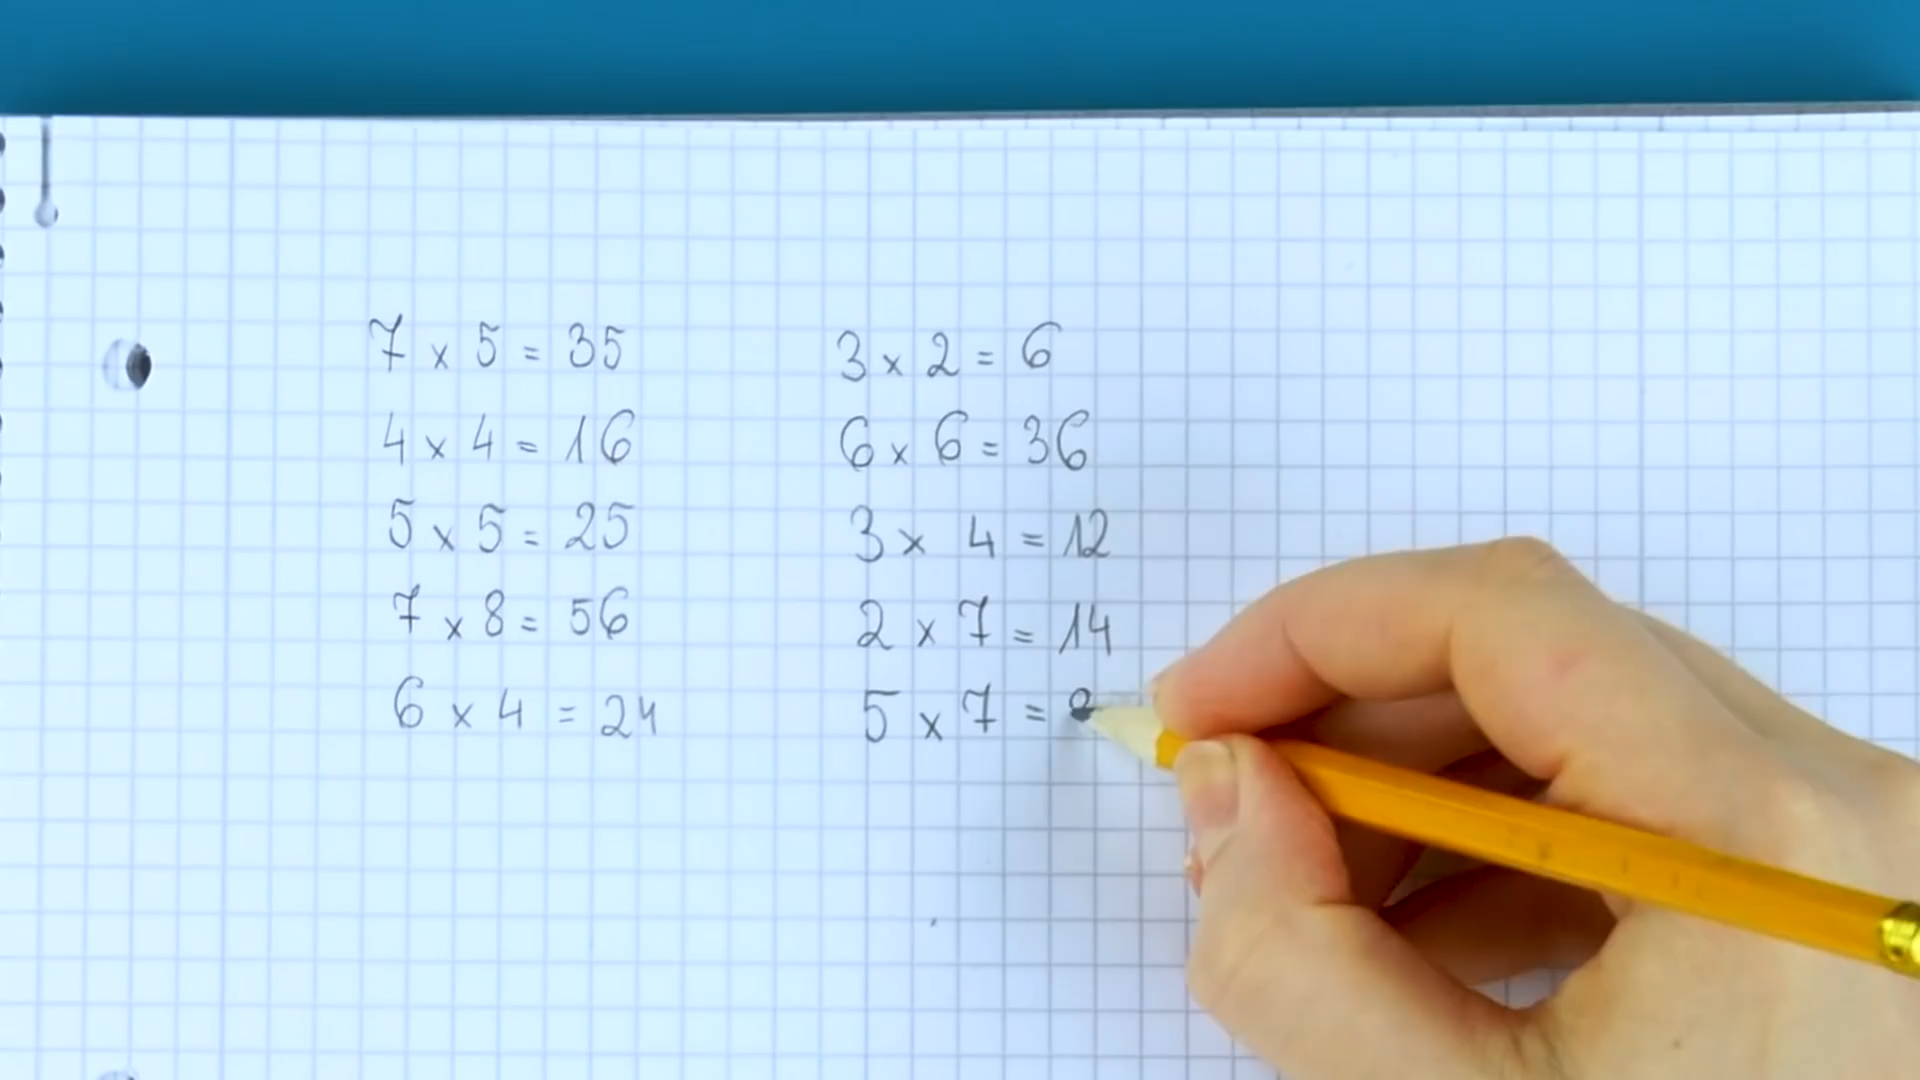 7 x 5 = 35
4 x 4 = 16
5 x 5 = 25
7 x 8 = 56
6 x 4 = 24
3 x 2 = 6
6 x 6 = 36
3 x 4 = 12
2 x 7 = 14
5 x 7 =